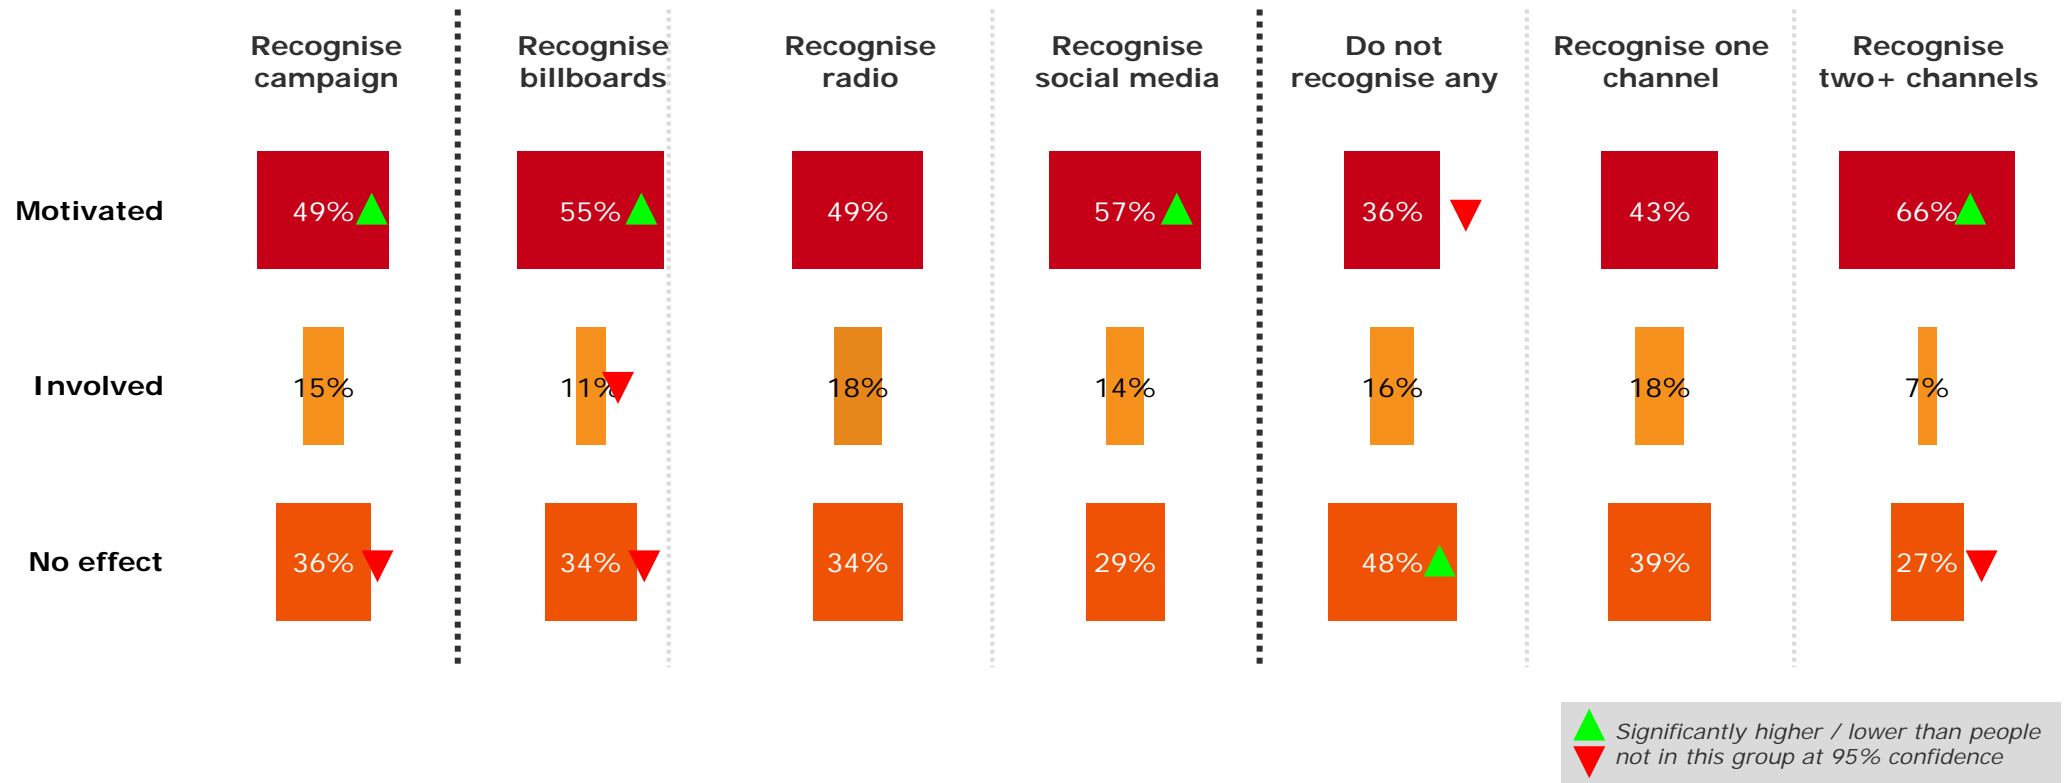 Recognise
campaign
Recognise
billboards
Recognise
radio
Recognise
social media
Do not
recognise any
Recognise one
channel
Recognise
two+ channels
Motivated
49%
55%
49%
57%
36%
43%
66%
Involved
15%
11%
18%
14%
16%
18%
7%
No effect
36%
34%
34%
29%
48%
39%
27%
Significantly higher / lower than people
not in this group at 95% confidence